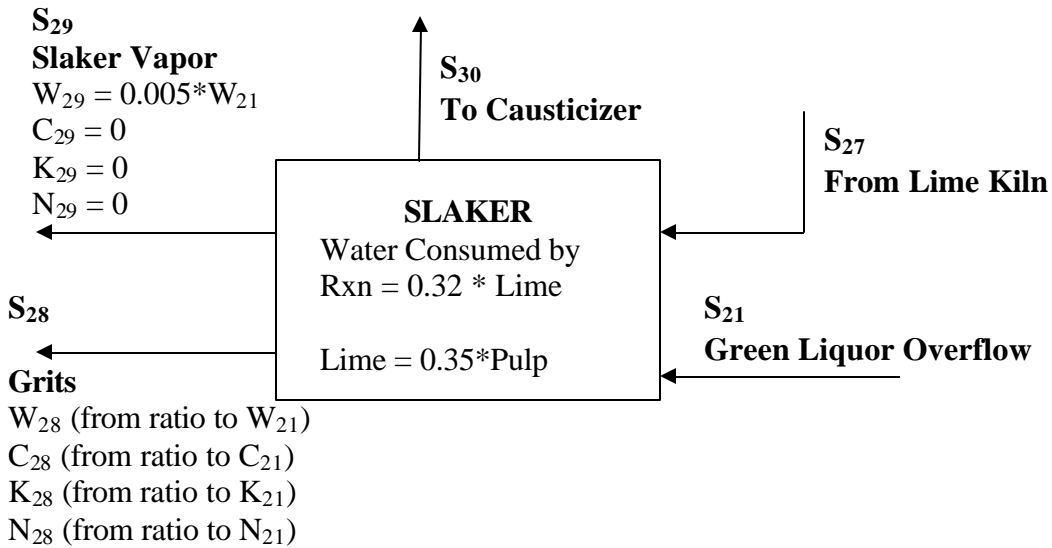 S₂₉
Slaker Vapor
W₂₉ = 0.005*W₂₁
C₂₉ = 0
K₂₉ = 0
N₂₉ = 0
S₃₀
To Causticizer
S₂₇
From Lime Kiln
SLAKER
Water Consumed by
Rxn = 0.32 * Lime
Lime = 0.35*Pulp
S₂₈
Grits
W₂₈ (from ratio to W₂₁)
C₂₈ (from ratio to C₂₁)
K₂₈ (from ratio to K₂₁)
N₂₈ (from ratio to N₂₁)
S₂₁
Green Liquor Overflow